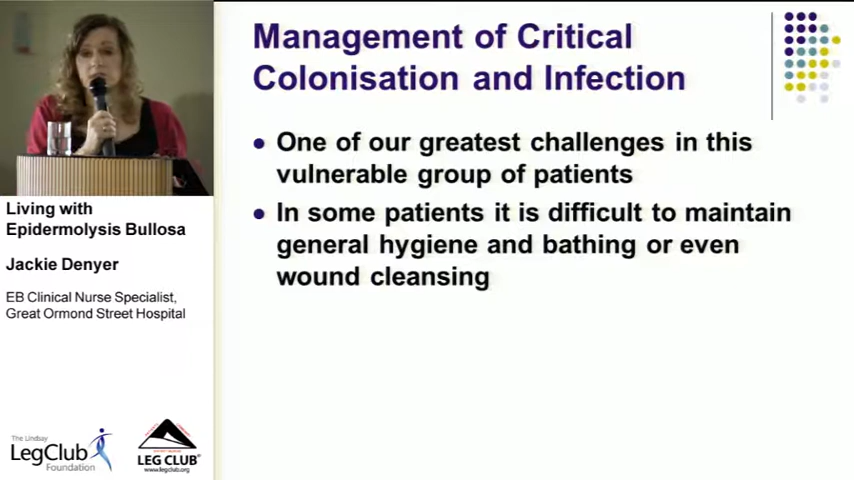 Management of Critical
Colonisation and Infection
One of our greatest challenges in this
vulnerable group of patients
In some patients it is difficult to maintain
general hygiene and bathing or even
wound cleansing
Living with
Epidermolysis Bullosa
Jackie Denyer
EB Clinical Nurse Specialist,
Great Ormond Street Hospital
The Lindsay
LegClub
Foundation
LEG CLUB®
www.legclub.org